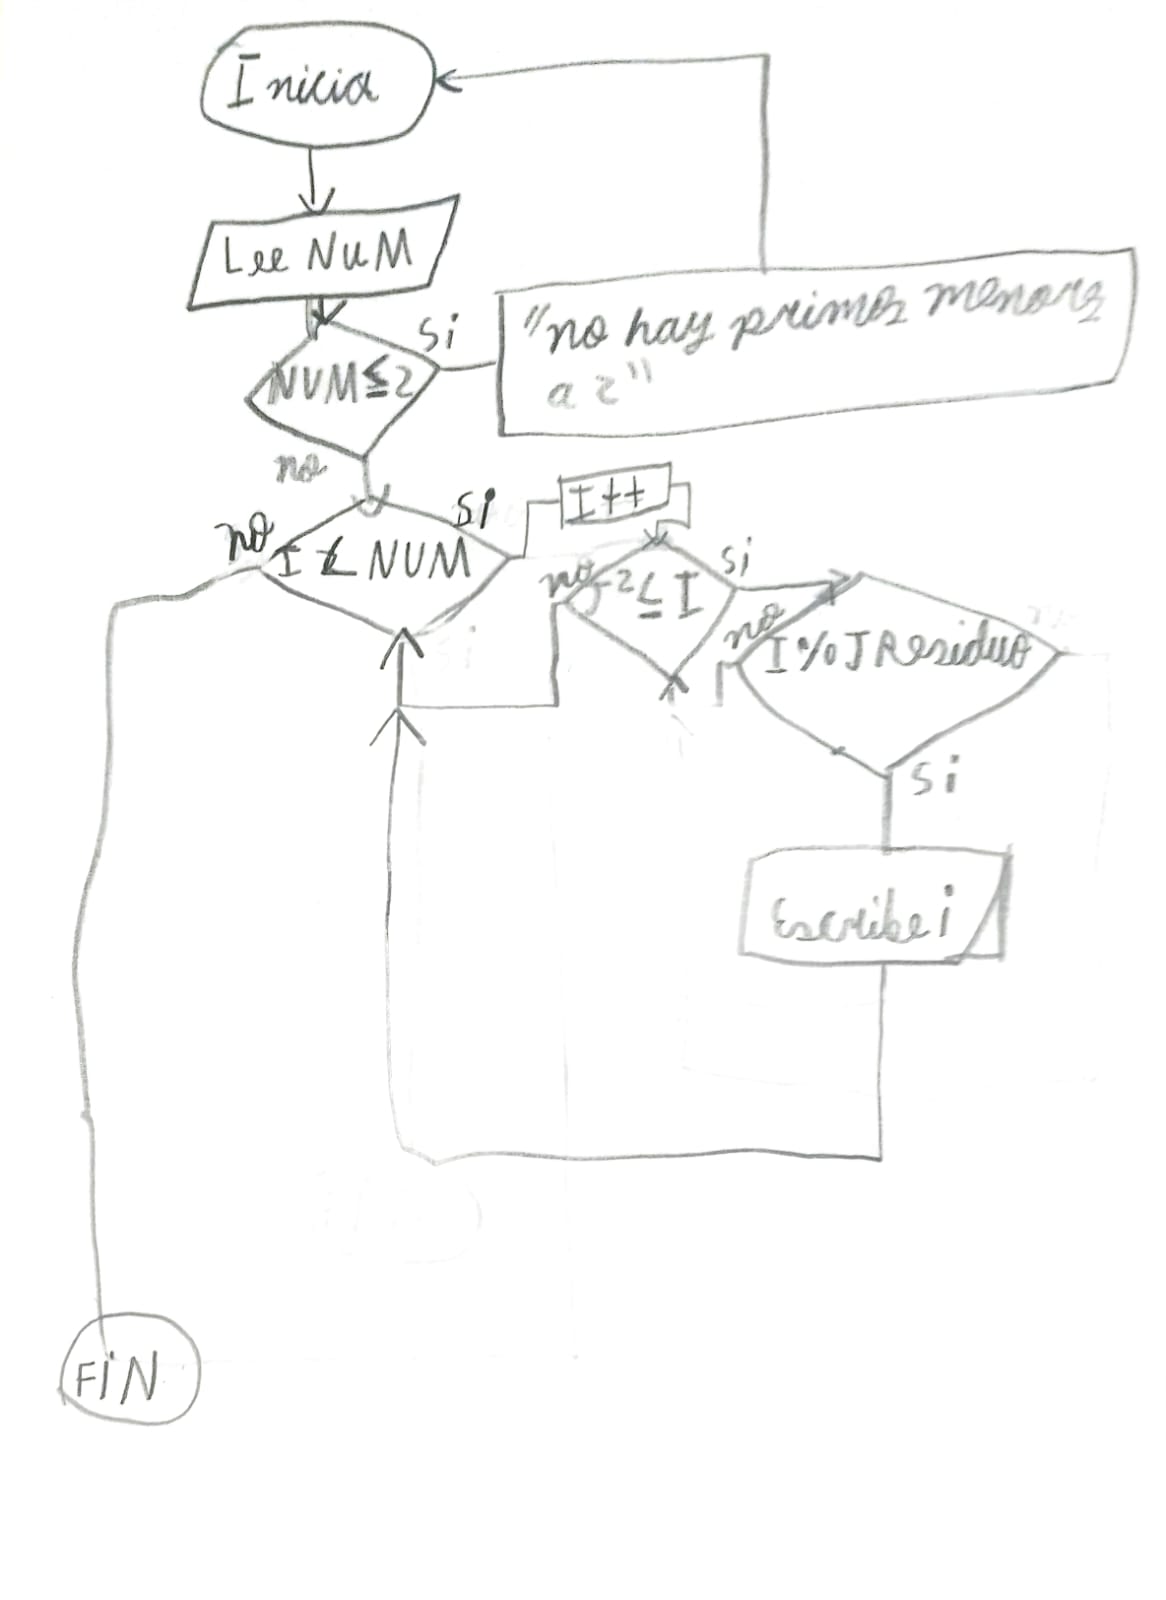 Inicia
Lee NUM
si
"no hay primos menores
a 2"
NUM≤2
no
I++
si
no
I ≤ NUM
si
no
2≤I
no
I%J Residuo
si
Escribe i
FiN